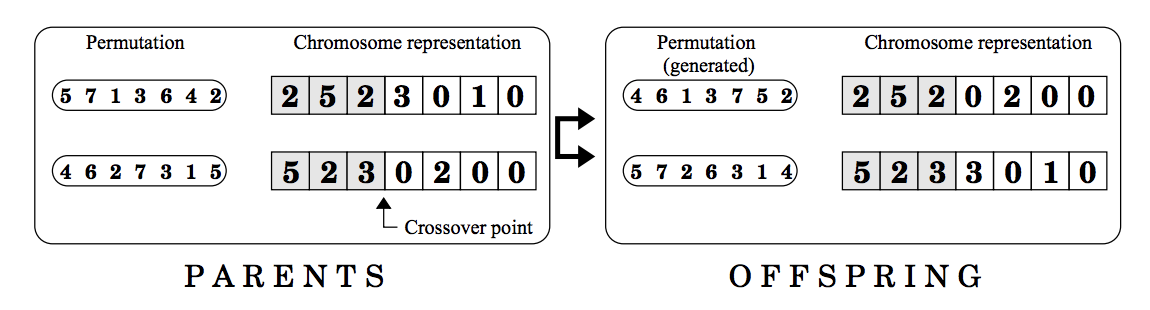 Permutation Chromosome representation
5 7 1 3 6 4 2 2 5 2 3 0 1 0
4 6 2 7 3 1 5 5 2 3 0 2 0 0
Crossover point
PARENTS
Permutation Chromosome representation
(generated)
4 6 1 3 7 5 2 2 5 2 0 2 0 0
5 7 2 6 3 1 4 5 2 3 3 0 1 0
OFFSPRING